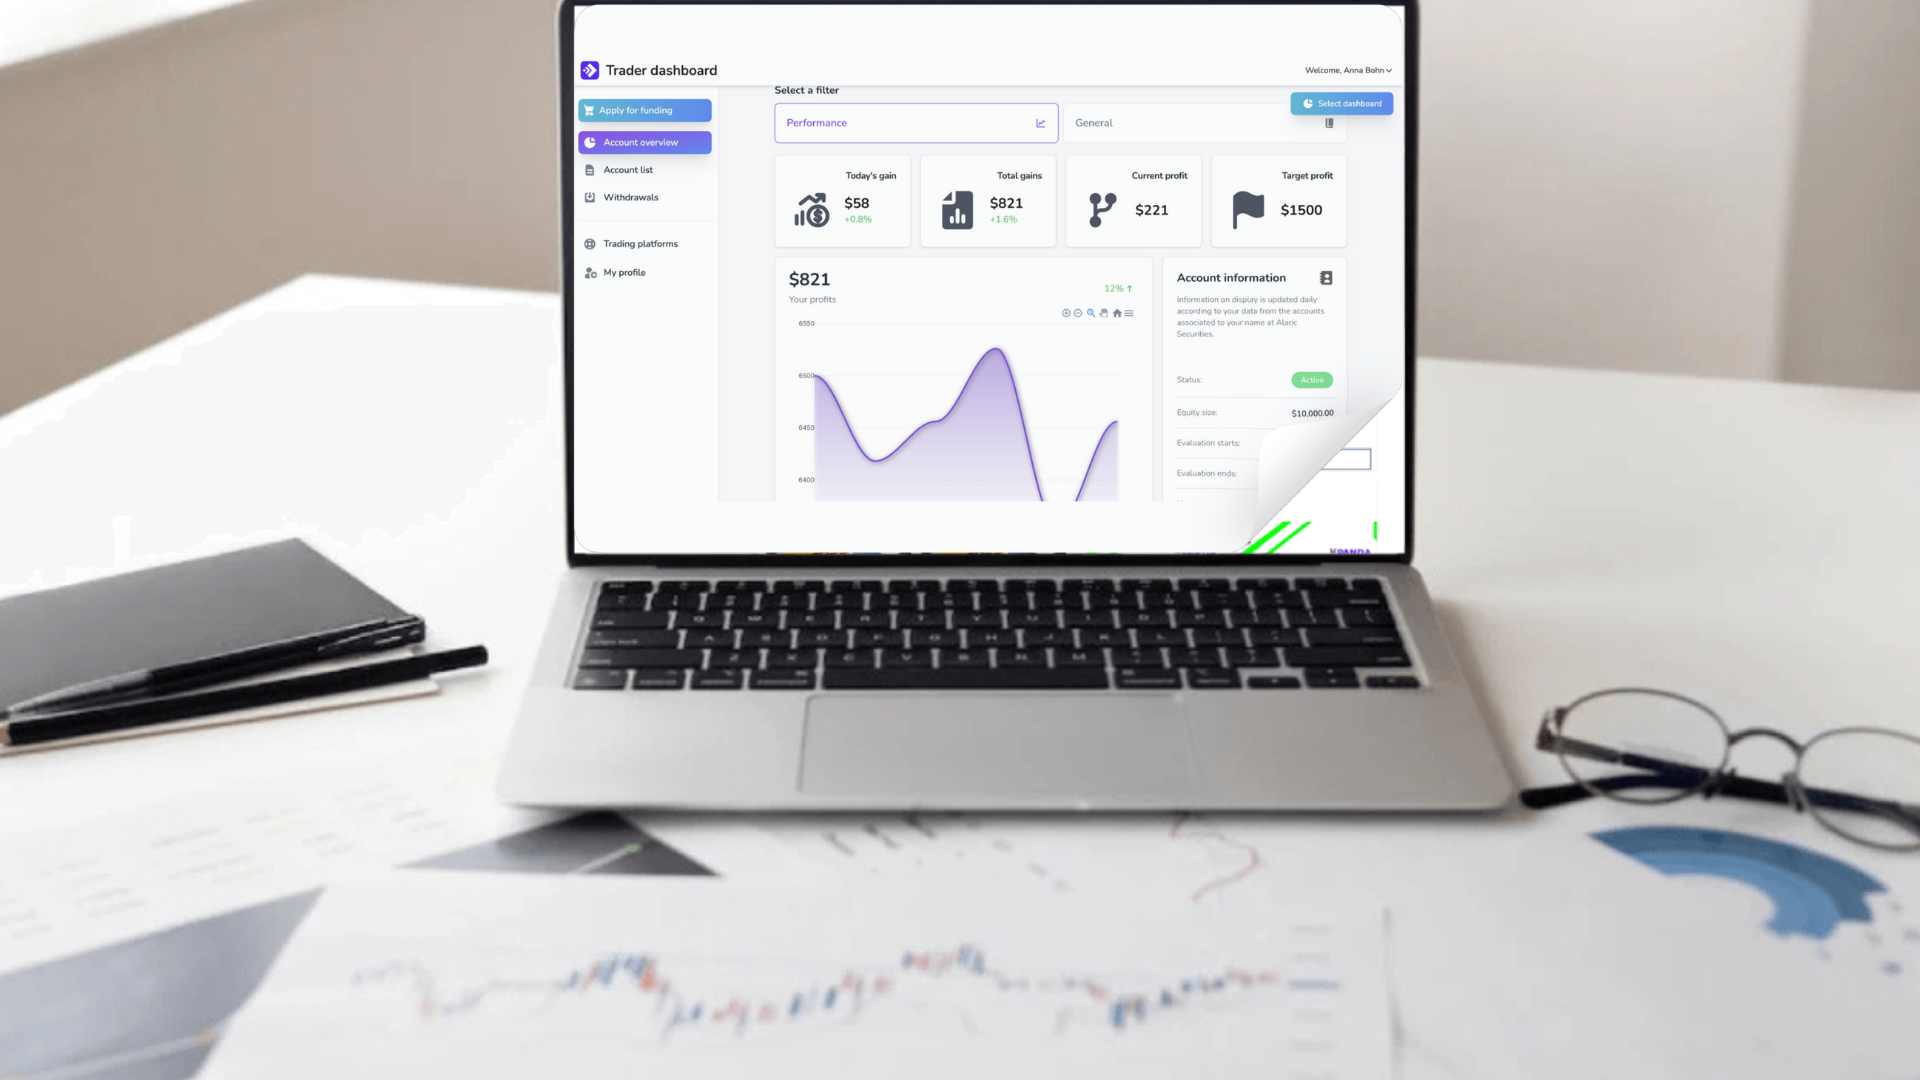 Trader dashboard
Welcome, Anna Bohn
Select a filter
Apply for funding
Select dashboard
Performance
General
Account overview
Account list
Withdrawals
Trading platforms
My profile
Today's gain
$58
+0.8%
Total gains
$821
+1.6%
Current profit
$221
Target profit
$1500
$821
Your profits
12%
6550
6500
6450
6400
Account information
Information on display is updated daily
according to your data from the accounts
associated to your name at Alaric
Securities.
Status:
Active
Equity size:
$10,000.00
Evaluation starts:
Evaluation ends: